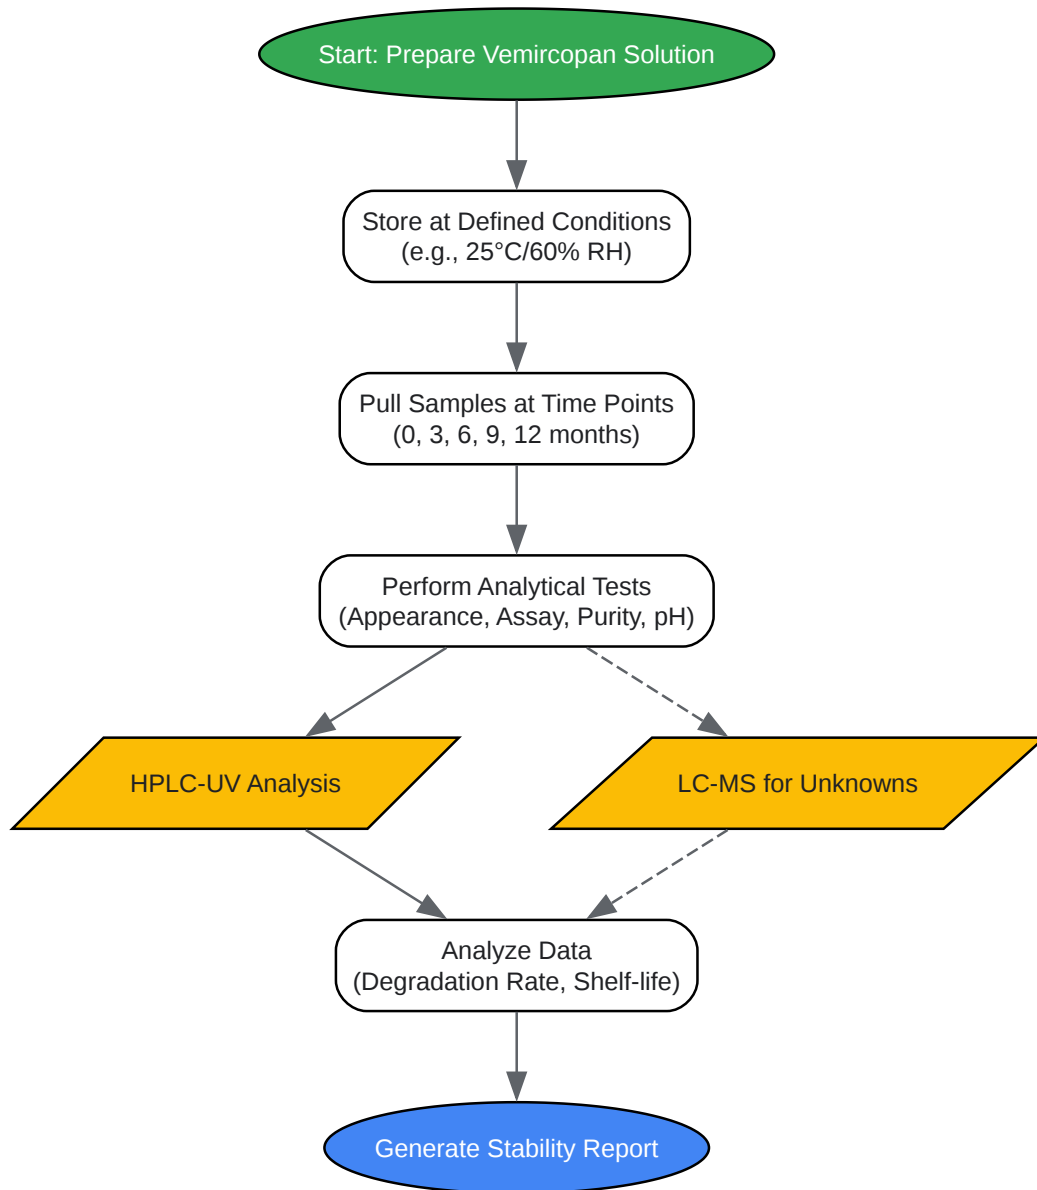 Start: Prepare Vemircopan Solution
Store at Defined Conditions
(e.g., 25°C/60% RH)
Pull Samples at Time Points
(0, 3, 6, 9, 12 months)
Perform Analytical Tests
(Appearance, Assay, Purity, pH)
HPLC-UV Analysis
LC-MS for Unknowns
Analyze Data
(Degradation Rate, Shelf-life)
Generate Stability Report